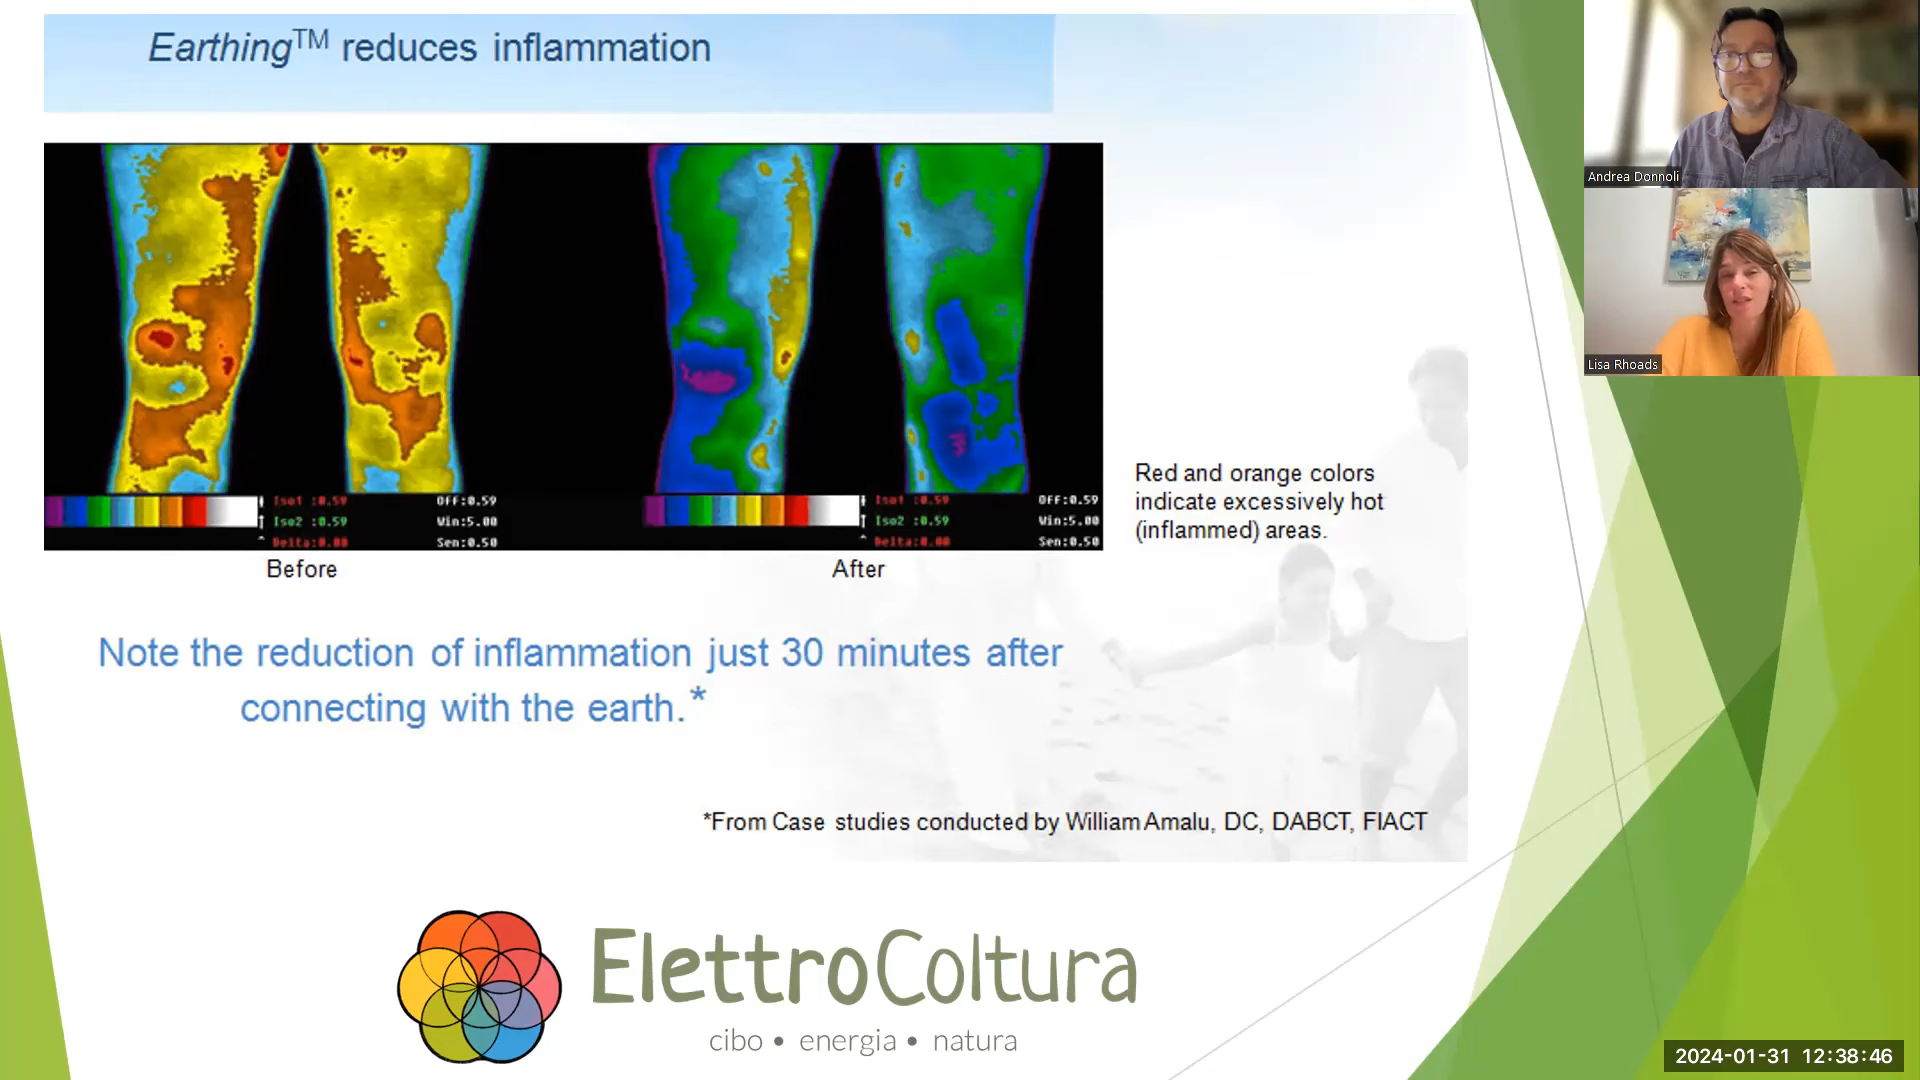 Earthing™ reduces inflammation
Andrea Donnoli
Lisa Rhoads
Iso1 :0.59 OFF:0.59
Iso2 :0.59 Win:5.00
Delta:0.00 Sen:0.50
Iso1 :0.59 OFF:0.59
Iso2 :0.59 Win:5.00
Delta:0.00 Sen:0.50
Before
After
Red and orange colors
indicate excessively hot
(inflammed) areas.
Note the reduction of inflammation just 30 minutes after
connecting with the earth.*
*From Case studies conducted by William Amalu, DC, DABCT, FIACT
ElettroColtura
cibo • energia • natura
2024-01-31 12:38:46